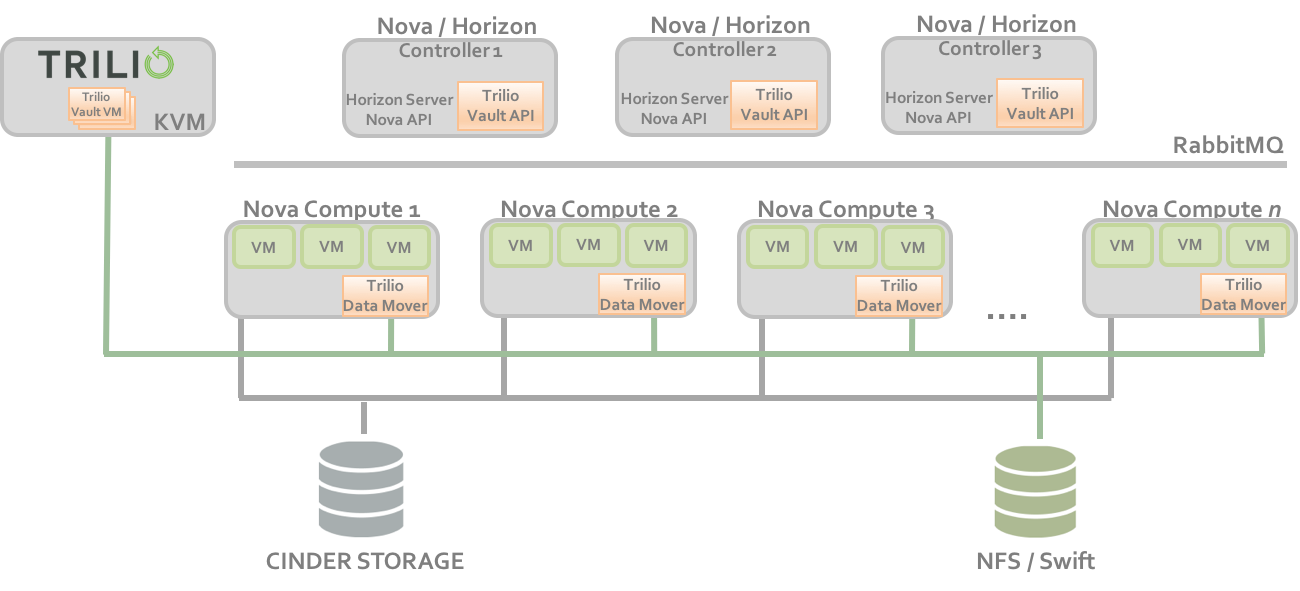 TRILIO
Trilio
Vault VM
KVM
Nova / Horizon
Controller 1
Horizon Server
Nova API
Trilio
Vault API
Nova / Horizon
Controller 2
Horizon Server
Nova API
Trilio
Vault API
Nova / Horizon
Controller 3
Horizon Server
Nova API
Trilio
Vault API
RabbitMQ
Nova Compute 1
VM
VM
VM
Trilio
Data Mover
Nova Compute 2
VM
VM
VM
Trilio
Data Mover
Nova Compute 3
VM
VM
VM
Trilio
Data Mover
....
Nova Compute n
VM
VM
VM
Trilio
Data Mover
CINDER STORAGE
NFS / Swift